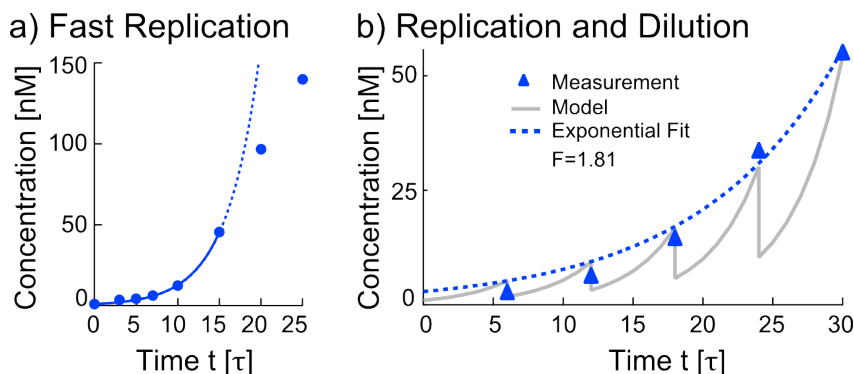 a) Fast Replication
150
100
50
0
Concentration [nM]
0 5 10 15 20 25
Time t [τ]
b) Replication and Dilution
50
25
0
Concentration [nM]
Measurement
Model
Exponential Fit
F=1.81
0 5 10 15 20 25 30
Time t [τ]